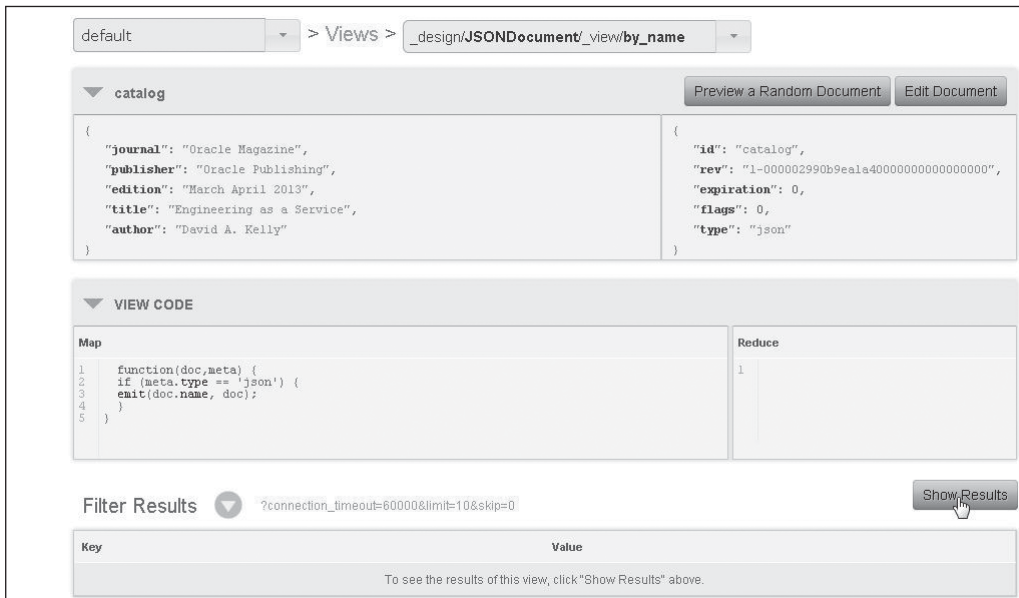 default > Views > _design/JSONDocument/_view/by_name
catalog
Preview a Random Document Edit Document
{
"journal": "Oracle Magazine",
"publisher": "Oracle Publishing",
"edition": "March April 2013",
"title": "Engineering as a Service",
"author": "David A. Kelly"
}
{
"id": "catalog",
"rev": "1-000002990b9ea1a40000000000000000",
"expiration": 0,
"flags": 0,
"type": "json"
}
VIEW CODE
Map
1 function(doc,meta) {
2 if (meta.type == 'json') {
3 emit(doc.name, doc);
4 }
5 }
Reduce
1
Filter Results ?connection_timeout=60000&limit=10&skip=0 Show Results
Key Value
To see the results of this view, click "Show Results" above.